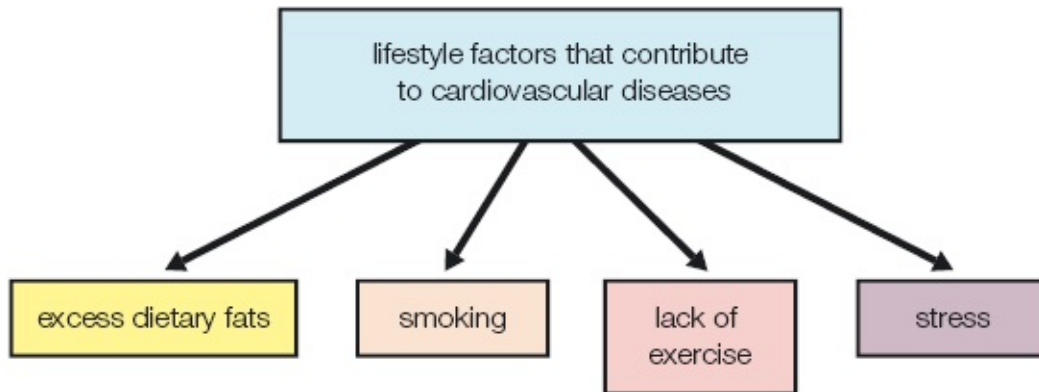 lifestyle factors that contribute
to cardiovascular diseases
excess dietary fats
smoking
lack of
exercise
stress